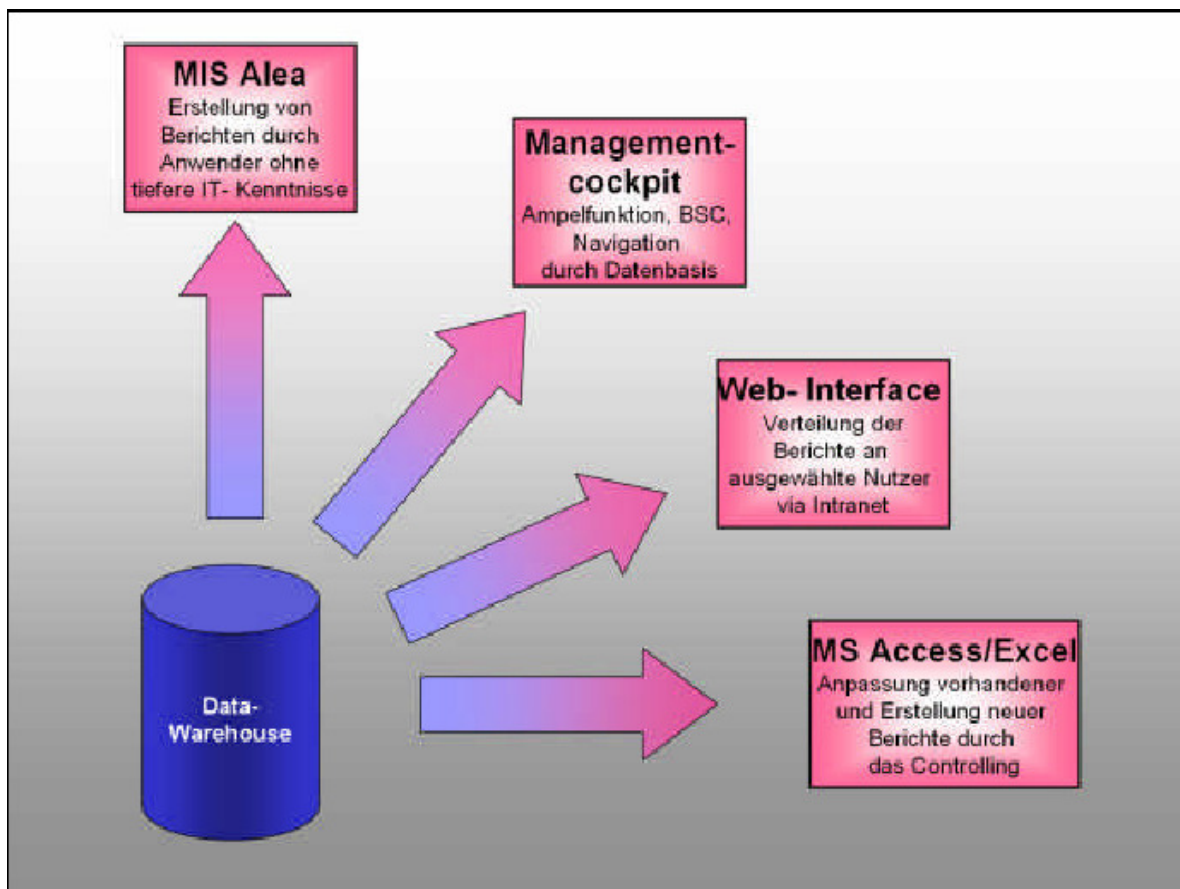 MIS Alea
Erstellung von
Berichten durch
Anwender ohne
tiefere IT- Kenntnisse
Management-
cockpit
Ampelfunktion, BSC,
Navigation
durch Datenbasis
Web- Interface
Verteilung der
Berichte an
ausgewählte Nutzer
via Intranet
MS Access/Excel
Anpassung vorhandener
und Erstellung neuer
Berichte durch
das Controlling
Data-
Warehouse